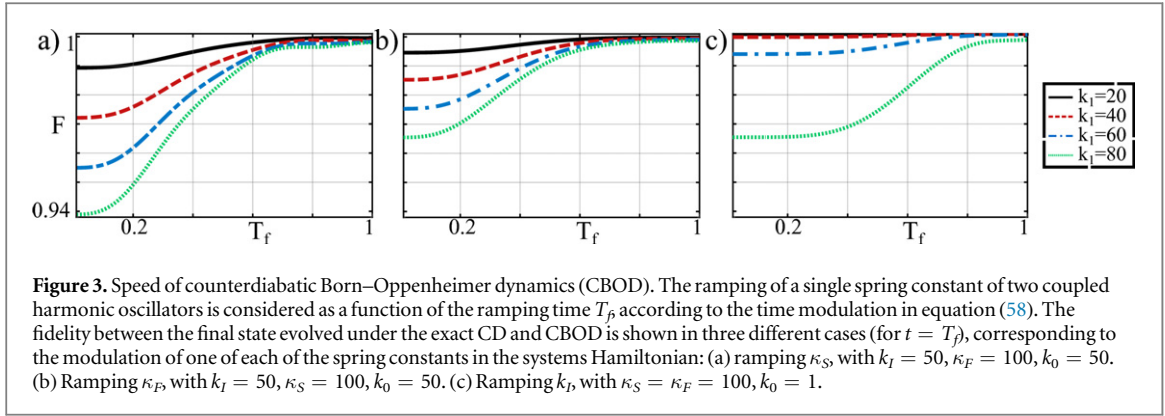 a) 1
F
0.94
0.2 T_f 1
b)
0.2 T_f 1
c)
0.2 T_f 1
k_1=20
k_1=40
k_1=60
k_1=80
Figure 3. Speed of counterdiabatic Born–Oppenheimer dynamics (CBOD). The ramping of a single spring constant of two coupled
harmonic oscillators is considered as a function of the ramping time T_f, according to the time modulation in equation (58). The
fidelity between the final state evolved under the exact CD and CBOD is shown in three different cases (for t = T_f), corresponding to
the modulation of one of each of the spring constants in the systems Hamiltonian: (a) ramping κ_S, with k_I = 50, κ_F = 100, k_0 = 50.
(b) Ramping κ_F, with k_I = 50, κ_S = 100, k_0 = 50. (c) Ramping k_I, with κ_S = κ_F = 100, k_0 = 1.